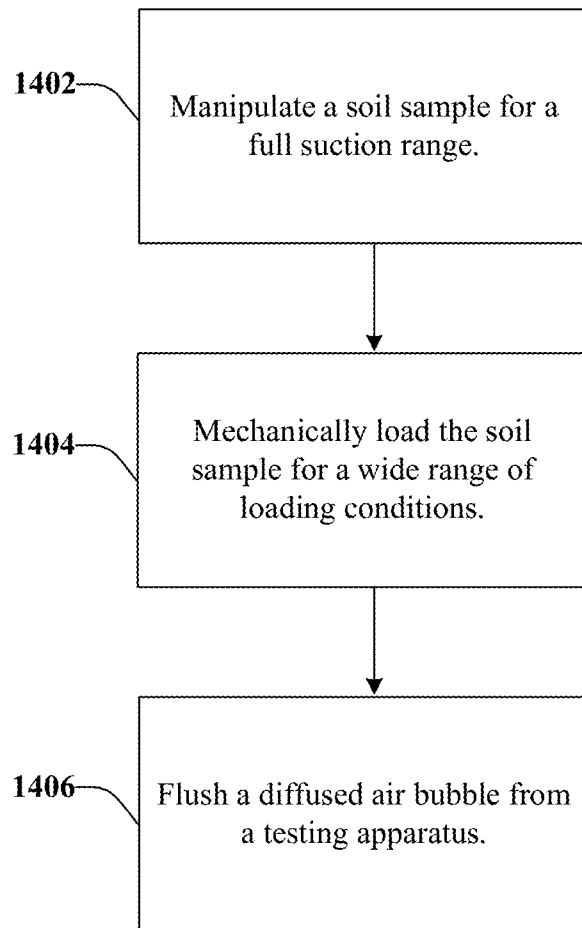 1402
Manipulate a soil sample for a
full suction range.
1404
Mechanically load the soil
sample for a wide range of
loading conditions.
1406
Flush a diffused air bubble from
a testing apparatus.